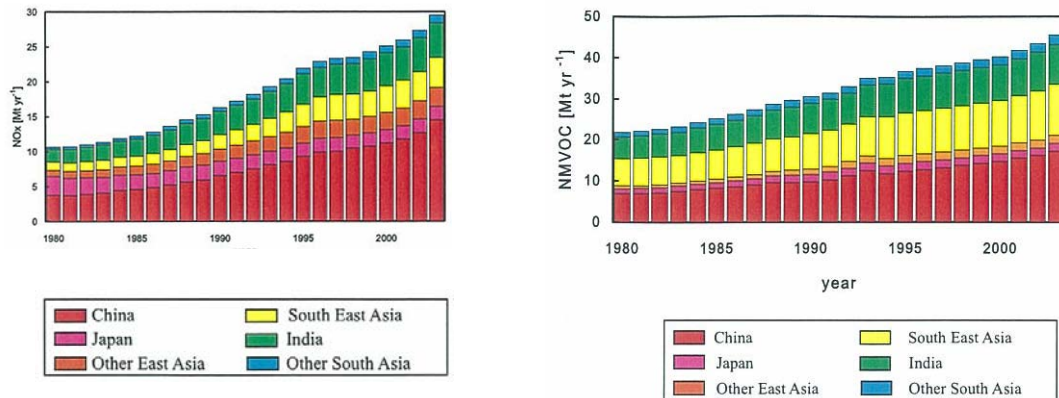 NOx [Mt yr⁻¹]
30
25
20
15
10
5
0
1980 1985 1990 1995 2000
China South East Asia
Japan India
Other East Asia Other South Asia
NMVOC [Mt yr ⁻¹]
50
40
30
20
10
0
1980 1985 1990 1995 2000
year
China South East Asia
Japan India
Other East Asia Other South Asia